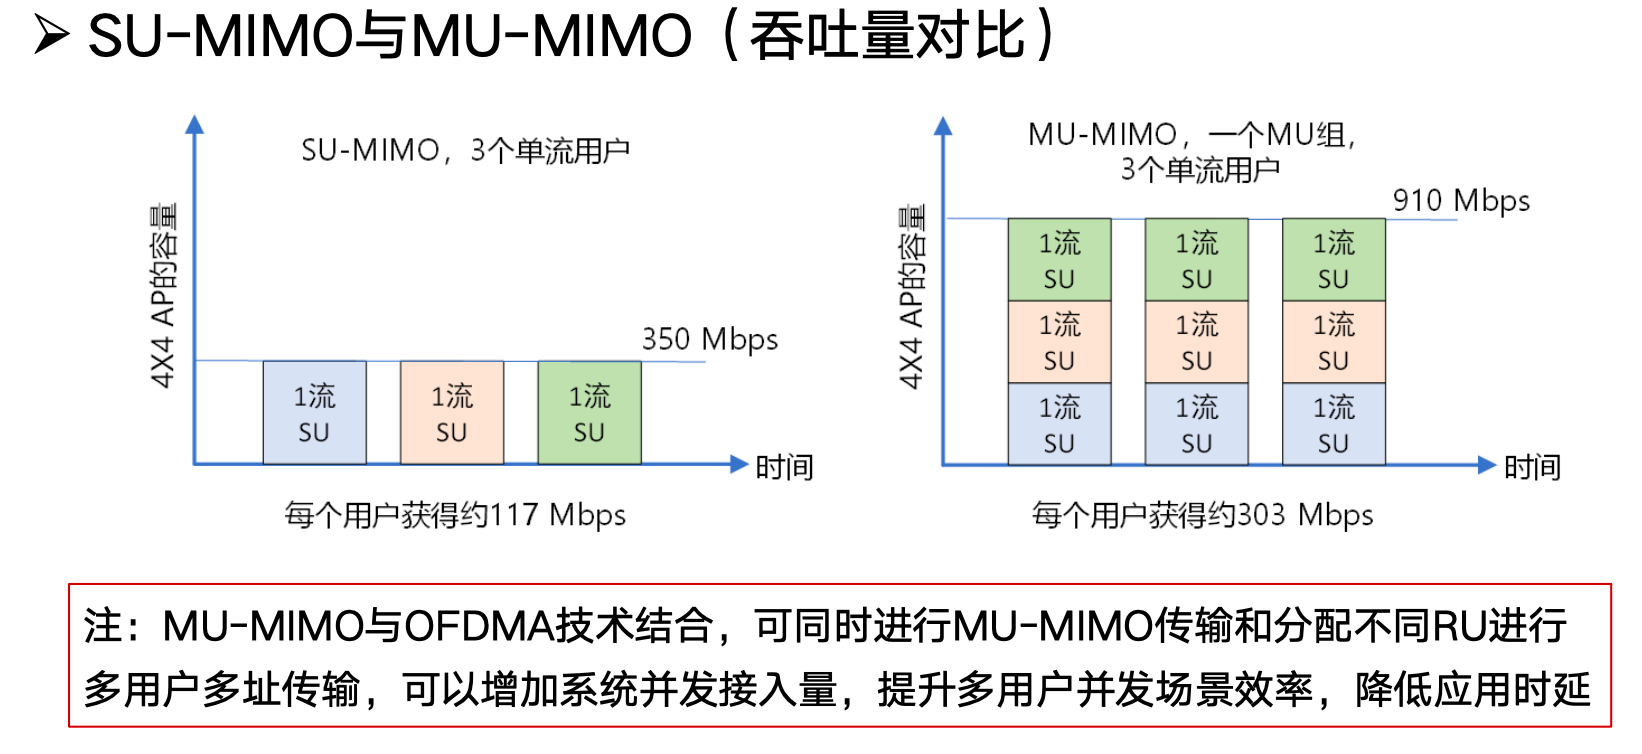 SU-MIMO与MU-MIMO（吞吐量对比）
4X4 AP的容量
SU-MIMO，3个单流用户
350 Mbps
1流
SU
1流
SU
1流
SU
时间
每个用户获得约117 Mbps
4X4 AP的容量
MU-MIMO，一个MU组，
3个单流用户
910 Mbps
1流
SU
1流
SU
1流
SU
1流
SU
1流
SU
1流
SU
1流
SU
1流
SU
1流
SU
时间
每个用户获得约303 Mbps
注：MU-MIMO与OFDMA技术结合，可同时进行MU-MIMO传输和分配不同RU进行
多用户多址传输，可以增加系统并发接入量，提升多用户并发场景效率，降低应用时延